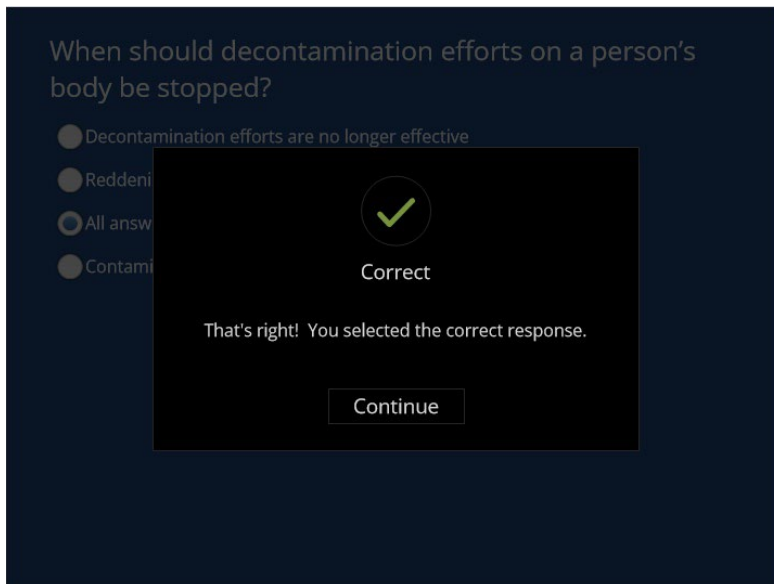 When should decontamination efforts on a person's
body be stopped?
Decontamination efforts are no longer effective
Reddeni
All answ
Contami
Correct
That's right! You selected the correct response.
Continue